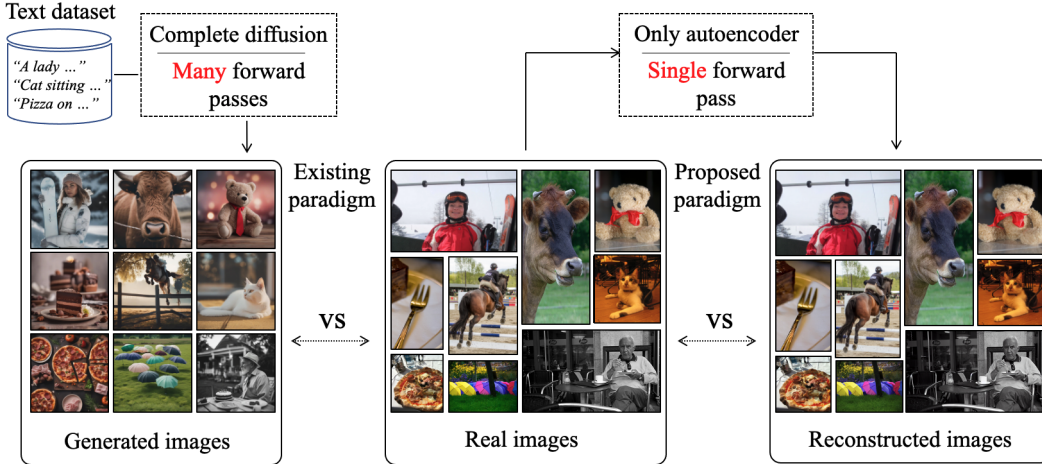 Text dataset
“A lady …”
“Cat sitting …”
“Pizza on …”
Complete diffusion
Many forward
passes
Only autoencoder
Single forward
pass
Existing
paradigm
Proposed
paradigm
vs
vs
Generated images
Real images
Reconstructed images